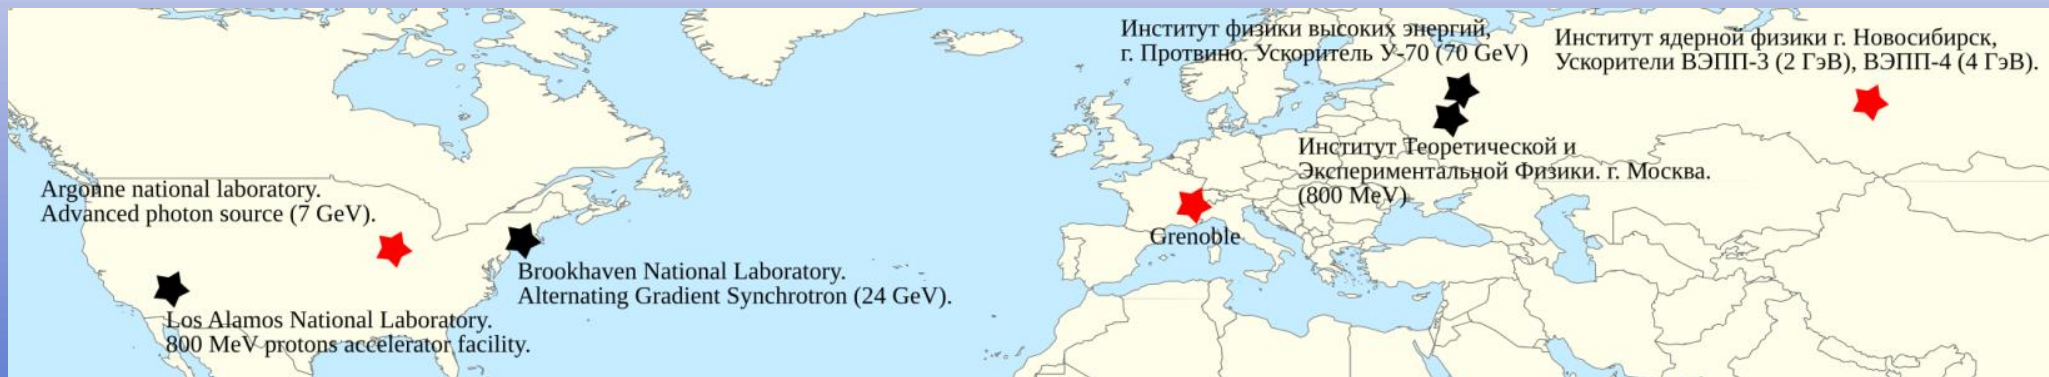 Институт физики высоких энергий,
г. Протвино. Ускоритель У-70 (70 GeV)
Институт ядерной физики г. Новосибирск,
Ускорители ВЭПП-3 (2 ГэВ), ВЭПП-4 (4 ГэВ).
Институт Теоретической и
Экспериментальной Физики. г. Москва.
(800 MeV)
Argonne national laboratory.
Advanced photon source (7 GeV).
Grenoble
Brookhaven National Laboratory.
Alternating Gradient Synchrotron (24 GeV).
Los Alamos National Laboratory.
800 MeV protons accelerator facility.